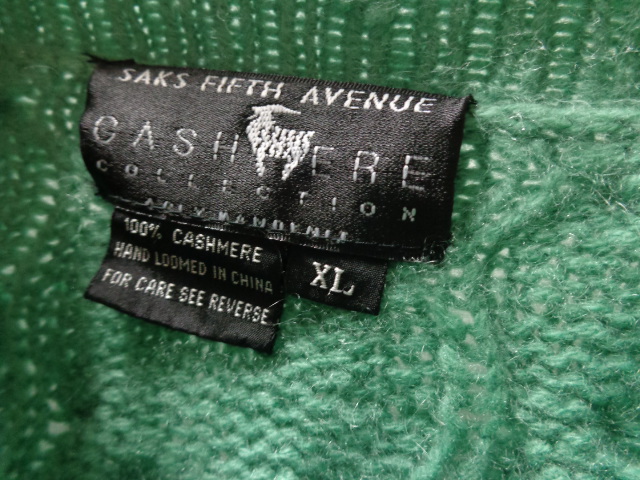 SAKS FIFTH AVENUE
CASHMERE
COLLECTION
100% CASHMERE
HAND LOOMED IN CHINA
FOR CARE SEE REVERSE
XL